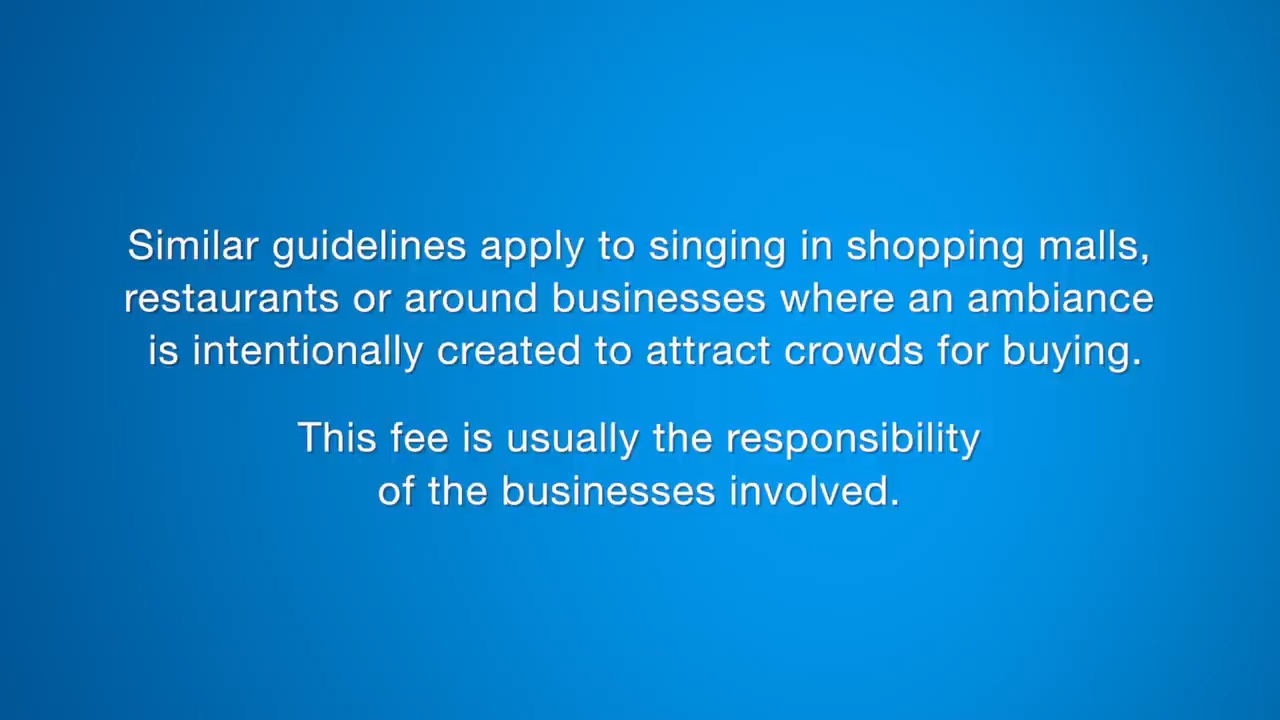 Similar guidelines apply to singing in shopping malls,
restaurants or around businesses where an ambiance
is intentionally created to attract crowds for buying.
This fee is usually the responsibility
of the businesses involved.